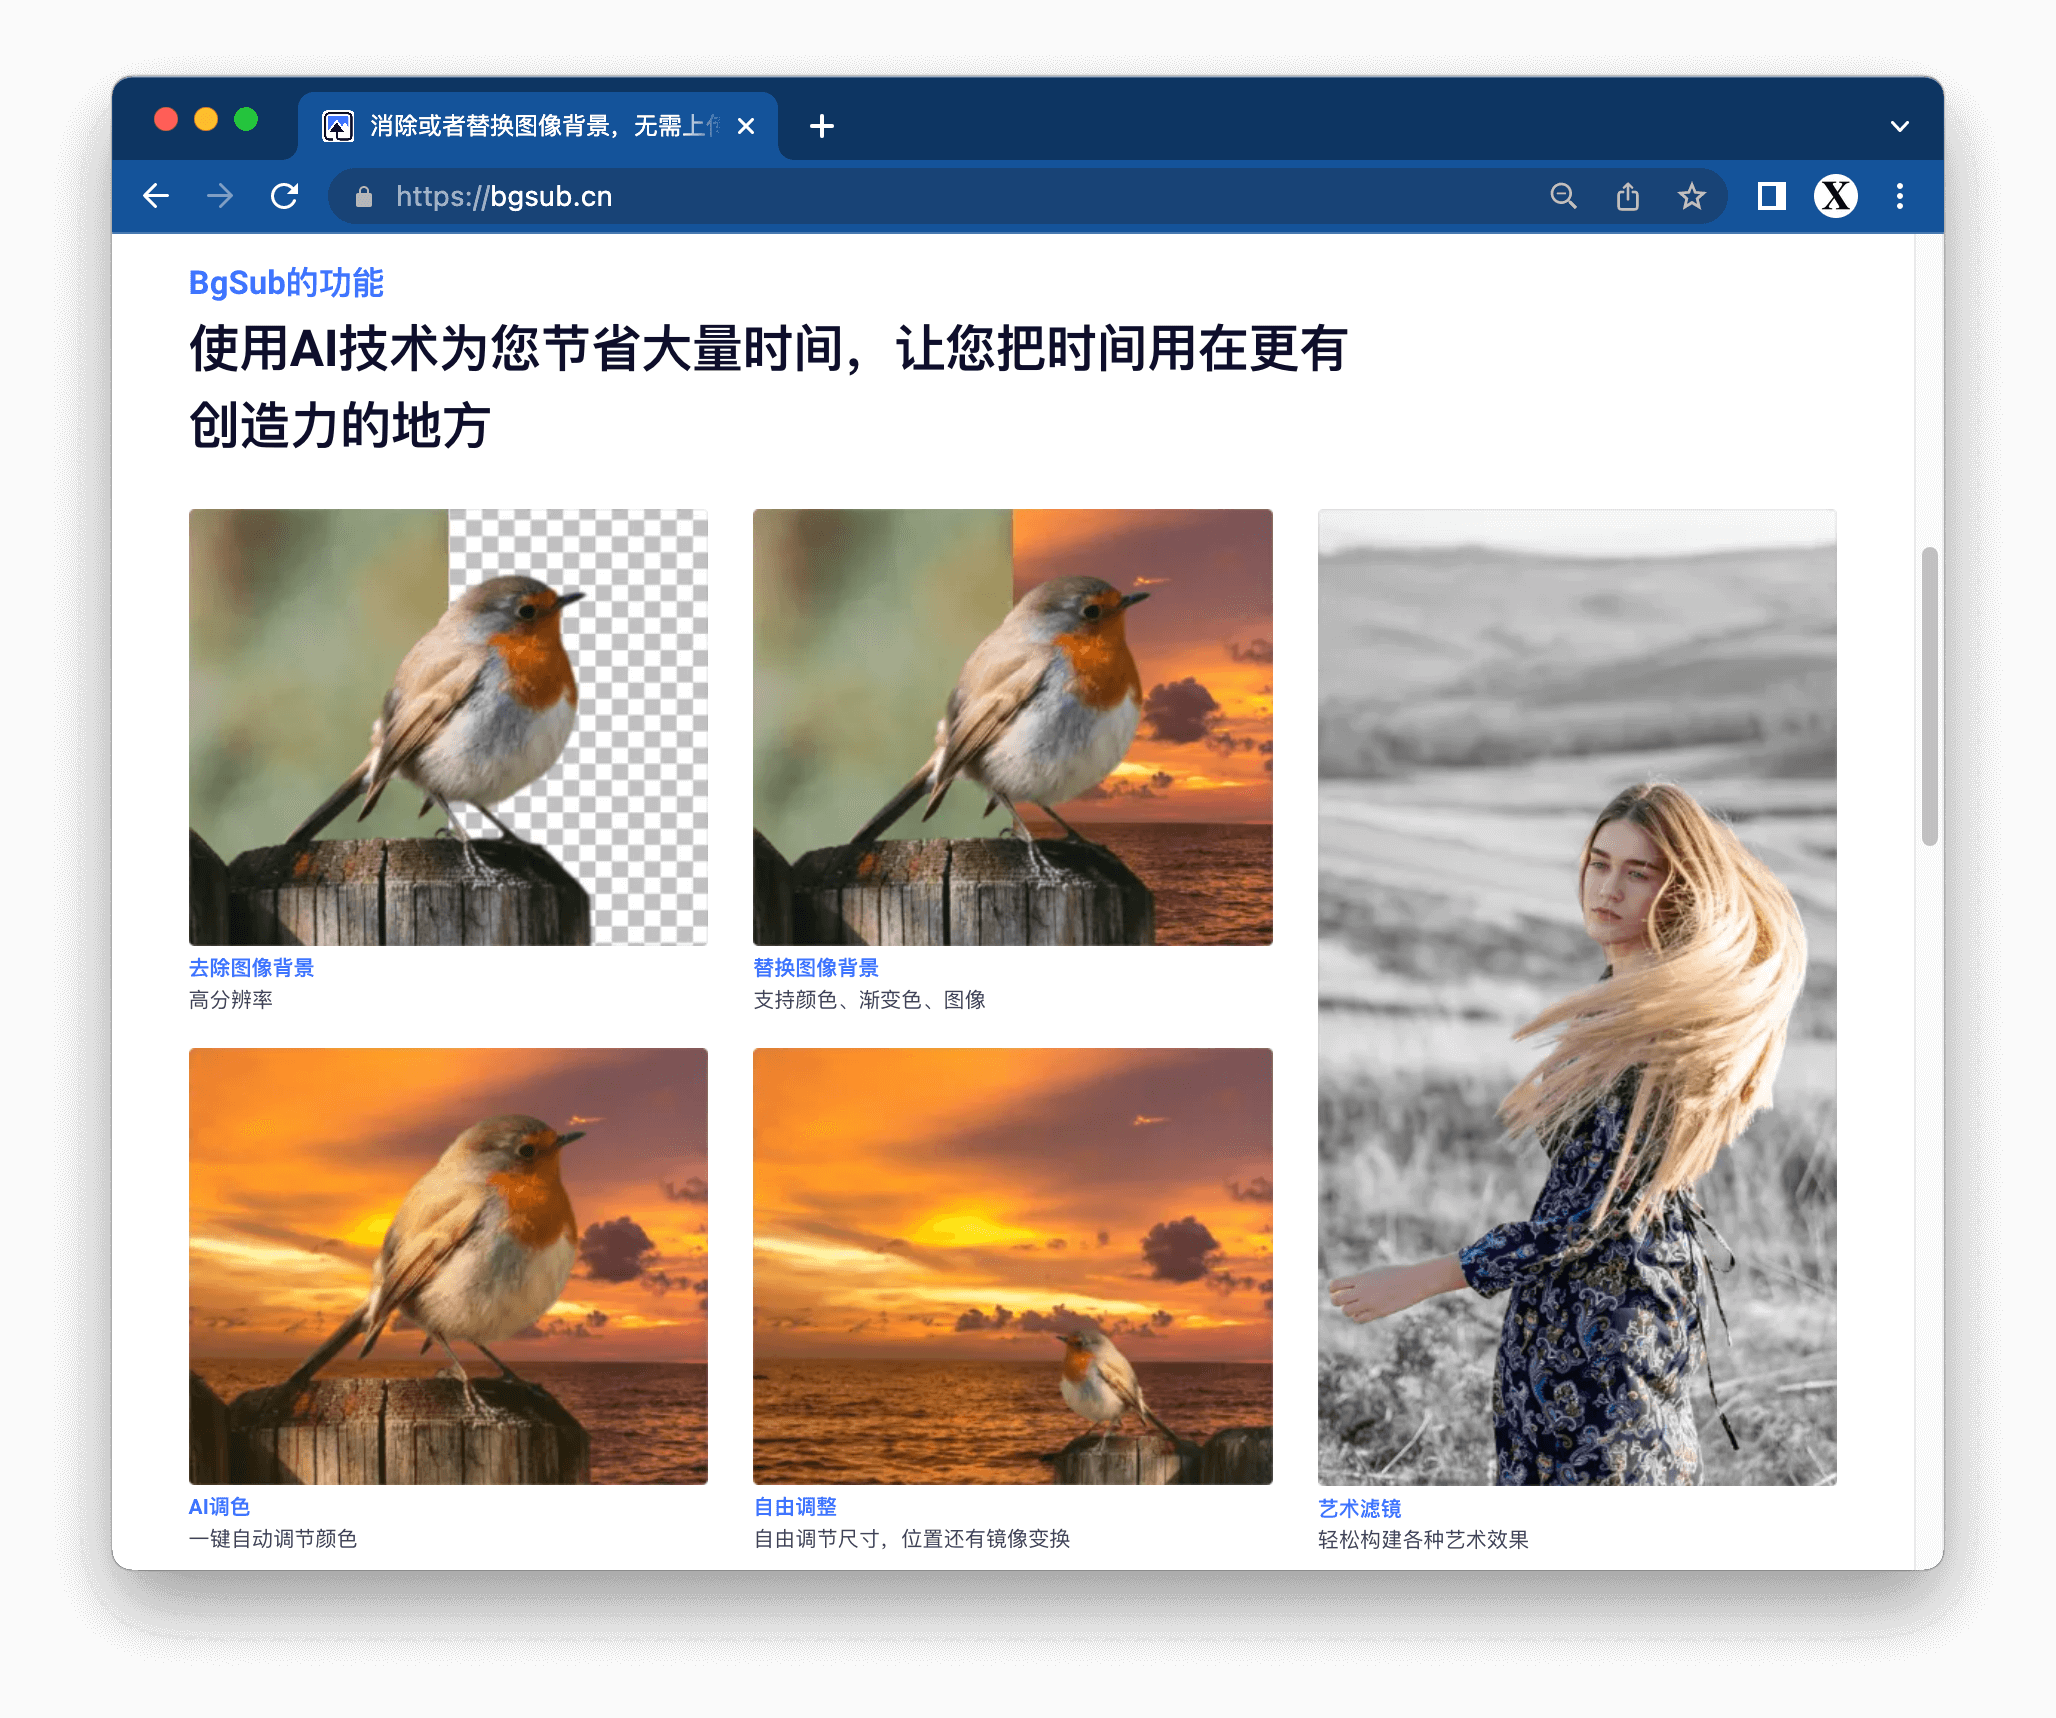 消除或者替换图像背景，无需上
https://bgsub.cn
X
BgSub的功能
使用AI技术为您节省大量时间，让您把时间用在更有
创造力的地方
去除图像背景
高分辨率
替换图像背景
支持颜色、渐变色、图像
AI调色
一键自动调节颜色
自由调整
自由调节尺寸，位置还有镜像变换
艺术滤镜
轻松构建各种艺术效果